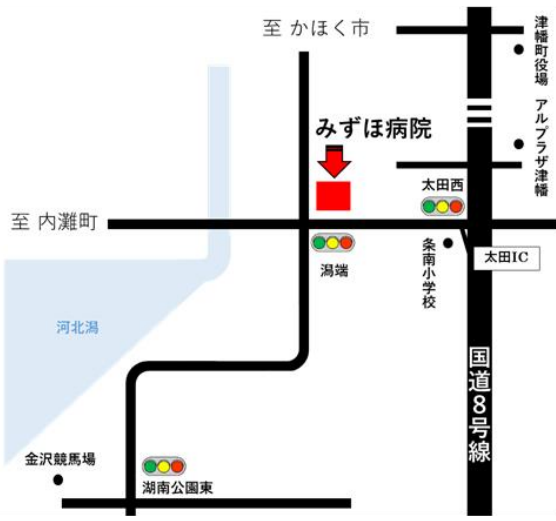 至 かほく市
津幡町役場
みずほ病院
アルプラザ津幡
太田西
至 内灘町
潟端
条南小学校
太田IC
河北潟
国道8号線
金沢競馬場
湖南公園東